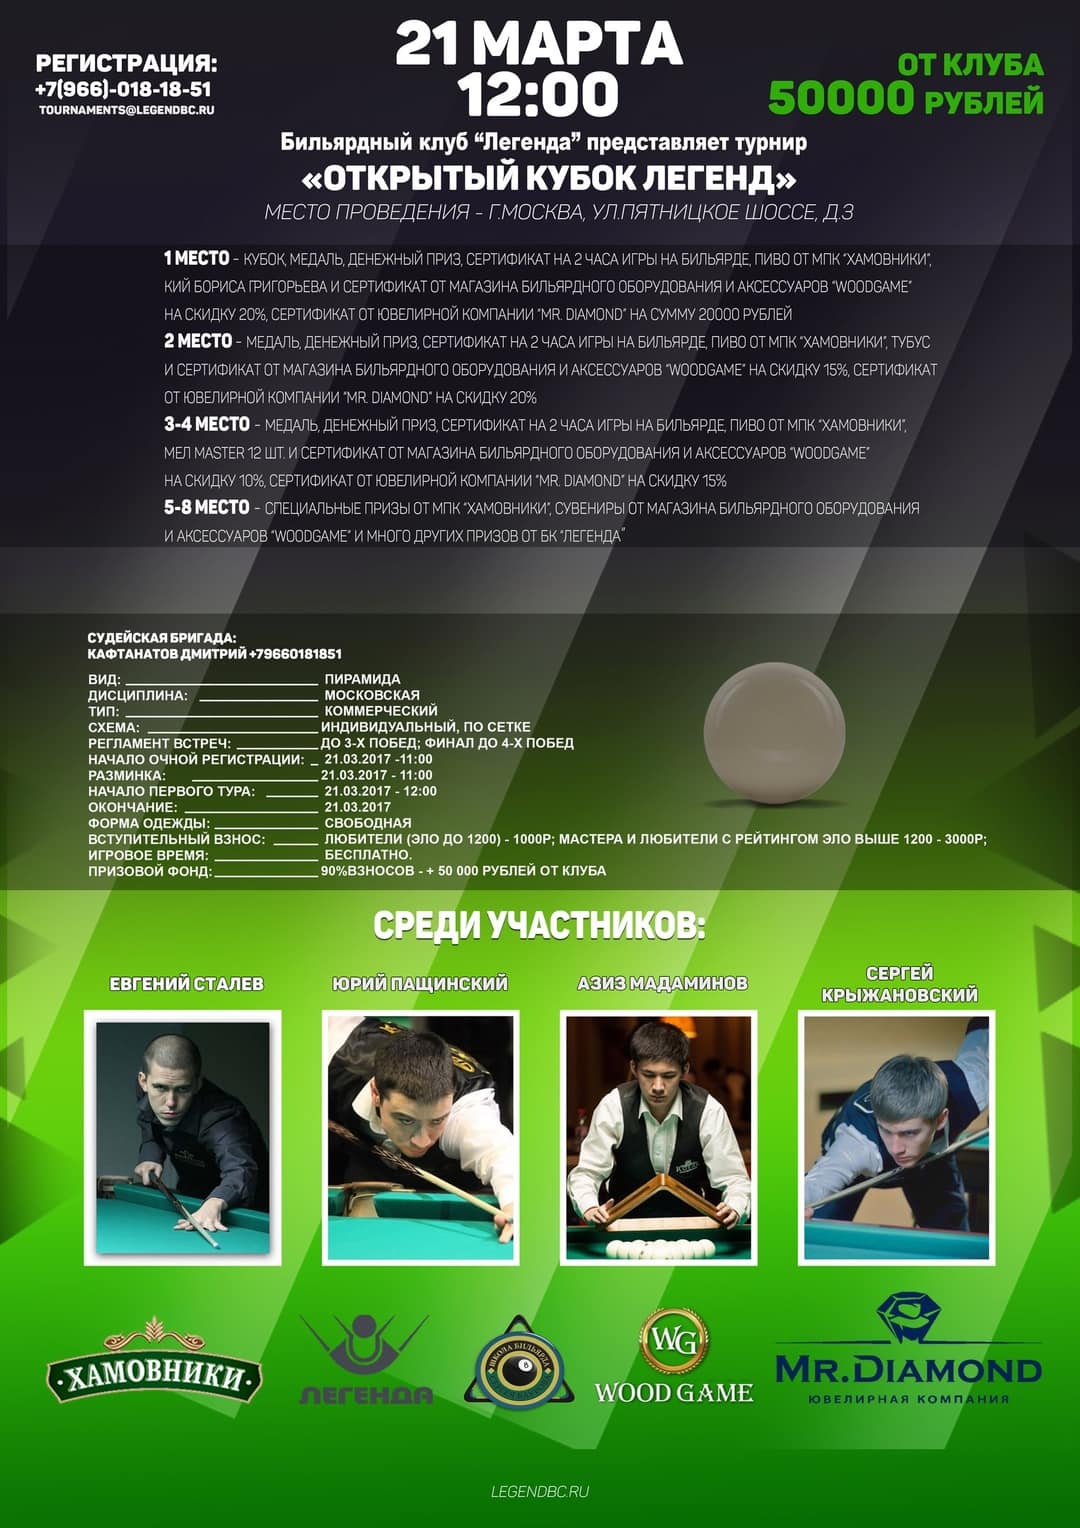 РЕГИСТРАЦИЯ:
+7(966)-018-18-51
TOURNAMENTS@LEGENDBC.RU
21 МАРТА
12:00
ОТ КЛУБА
50000 РУБЛЕЙ
Бильярдный клуб “Легенда” представляет турнир
«ОТКРЫТЫЙ КУБОК ЛЕГЕНД»
МЕСТО ПРОВЕДЕНИЯ - Г.МОСКВА, УЛ.ПЯТНИЦКОЕ ШОССЕ, Д.3
1 МЕСТО - КУБОК, МЕДАЛЬ, ДЕНЕЖНЫЙ ПРИЗ, СЕРТИФИКАТ НА 2 ЧАСА ИГРЫ НА БИЛЬЯРДЕ, ПИВО ОТ МПК “ХАМОВНИКИ”,
КИЙ БОРИСА ГРИГОРЬЕВА И СЕРТИФИКАТ ОТ МАГАЗИНА БИЛЬЯРДНОГО ОБОРУДОВАНИЯ И АКСЕССУАРОВ “WOODGAME”
НА СКИДКУ 20%, СЕРТИФИКАТ ОТ ЮВЕЛИРНОЙ КОМПАНИИ “MR. DIAMOND” НА СУММУ 20000 РУБЛЕЙ
2 МЕСТО - МЕДАЛЬ, ДЕНЕЖНЫЙ ПРИЗ, СЕРТИФИКАТ НА 2 ЧАСА ИГРЫ НА БИЛЬЯРДЕ, ПИВО ОТ МПК “ХАМОВНИКИ”, ТУБУС
И СЕРТИФИКАТ ОТ МАГАЗИНА БИЛЬЯРДНОГО ОБОРУДОВАНИЯ И АКСЕССУАРОВ “WOODGAME” НА СКИДКУ 15%, СЕРТИФИКАТ
ОТ ЮВЕЛИРНОЙ КОМПАНИИ “MR. DIAMOND” НА СКИДКУ 20%
3-4 МЕСТО - МЕДАЛЬ, ДЕНЕЖНЫЙ ПРИЗ, СЕРТИФИКАТ НА 2 ЧАСА ИГРЫ НА БИЛЬЯРДЕ, ПИВО ОТ МПК “ХАМОВНИКИ”,
МЕЛ MASTER 12 ШТ. И СЕРТИФИКАТ ОТ МАГАЗИНА БИЛЬЯРДНОГО ОБОРУДОВАНИЯ И АКСЕССУАРОВ “WOODGAME”
НА СКИДКУ 10%, СЕРТИФИКАТ ОТ ЮВЕЛИРНОЙ КОМПАНИИ “MR. DIAMOND” НА СКИДКУ 15%
5-8 МЕСТО - СПЕЦИАЛЬНЫЕ ПРИЗЫ ОТ МПК “ХАМОВНИКИ”, СУВЕНИРЫ ОТ МАГАЗИНА БИЛЬЯРДНОГО ОБОРУДОВАНИЯ
И АКСЕССУАРОВ “WOODGAME” И МНОГО ДРУГИХ ПРИЗОВ ОТ БК “ЛЕГЕНДА”
СУДЕЙСКАЯ БРИГАДА:
КАФТАНАТОВ ДМИТРИЙ +79660181851
ВИД: ПИРАМИДА
ДИСЦИПЛИНА: МОСКОВСКАЯ
ТИП: КОММЕРЧЕСКИЙ
СХЕМА: ИНДИВИДУАЛЬНЫЙ, ПО СЕТКЕ
РЕГЛАМЕНТ ВСТРЕЧ: ДО 3-Х ПОБЕД; ФИНАЛ ДО 4-Х ПОБЕД
НАЧАЛО ОЧНОЙ РЕГИСТРАЦИИ: _ 21.03.2017 -11:00
РАЗМИНКА: 21.03.2017 - 11:00
НАЧАЛО ПЕРВОГО ТУРА: 21.03.2017 - 12:00
ОКОНЧАНИЕ: 21.03.2017
ФОРМА ОДЕЖДЫ: СВОБОДНАЯ
ВСТУПИТЕЛЬНЫЙ ВЗНОС: ЛЮБИТЕЛИ (ЭЛО ДО 1200) - 1000Р; МАСТЕРА И ЛЮБИТЕЛИ С РЕЙТИНГОМ ЭЛО ВЫШЕ 1200 - 3000Р;
ИГРОВОЕ ВРЕМЯ: БЕСПЛАТНО.
ПРИЗОВОЙ ФОНД: 90%ВЗНОСОВ - + 50 000 РУБЛЕЙ ОТ КЛУБА
СРЕДИ УЧАСТНИКОВ:
ЕВГЕНИЙ СТАЛЕВ
ЮРИЙ ПАЩИНСКИЙ
АЗИЗ МАДАМИНОВ
СЕРГЕЙ
КРЫЖАНОВСКИЙ
·ХАМОВНИКИ·
ЛЕГЕНДА
ШКОЛА БИЛЬЯРДА
8
WG
WOOD GAME
MR.DIAMOND
ЮВЕЛИРНАЯ КОМПАНИЯ
LEGENDBC.RU